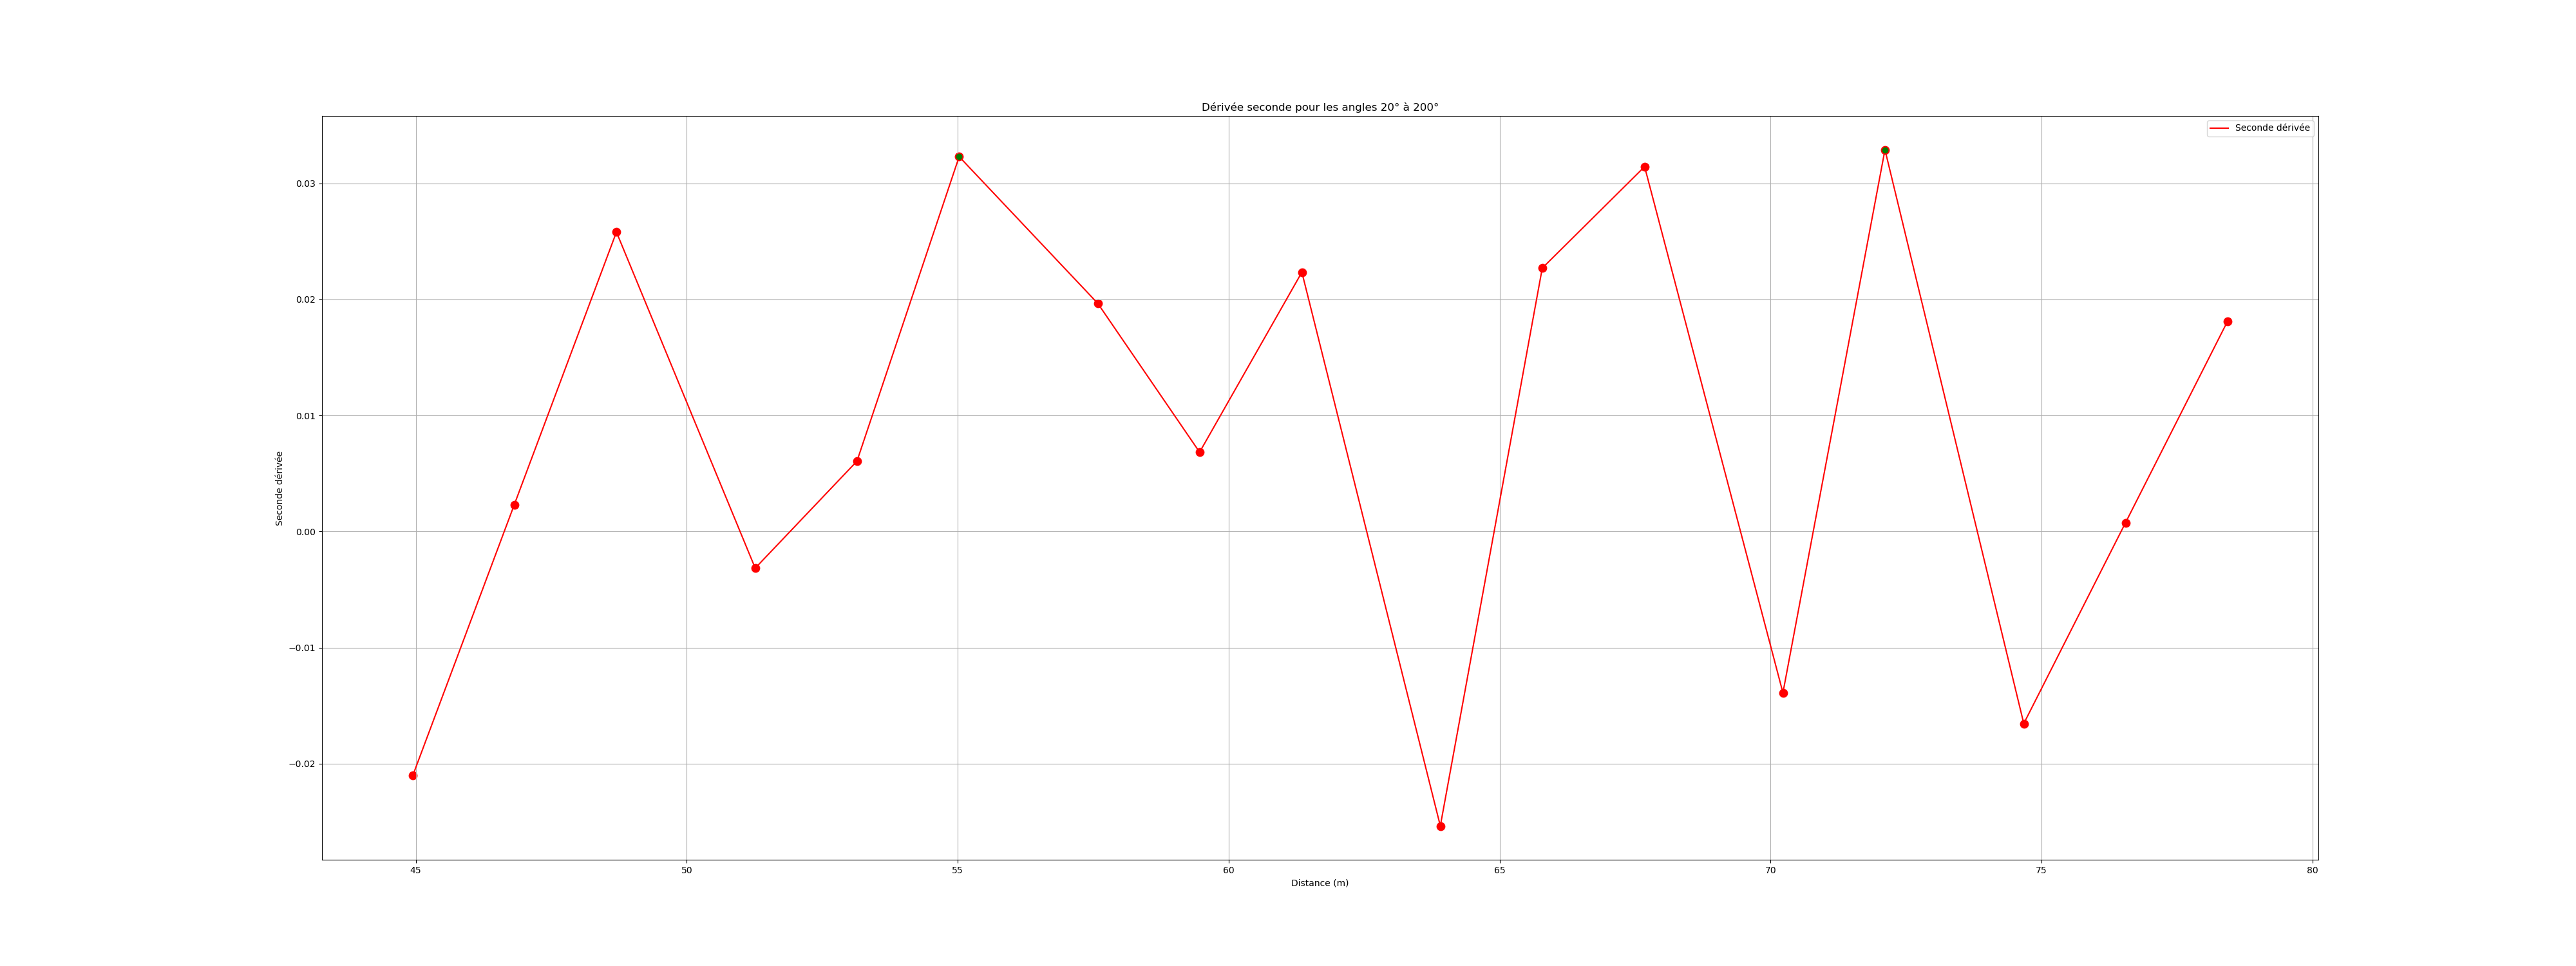 Dérivée seconde pour les angles 20° à 200°
Seconde dérivée
0.03
0.02
0.01
0.00
−0.01
−0.02
Seconde dérivée
45 50 55 60 65 70 75 80
Distance (m)